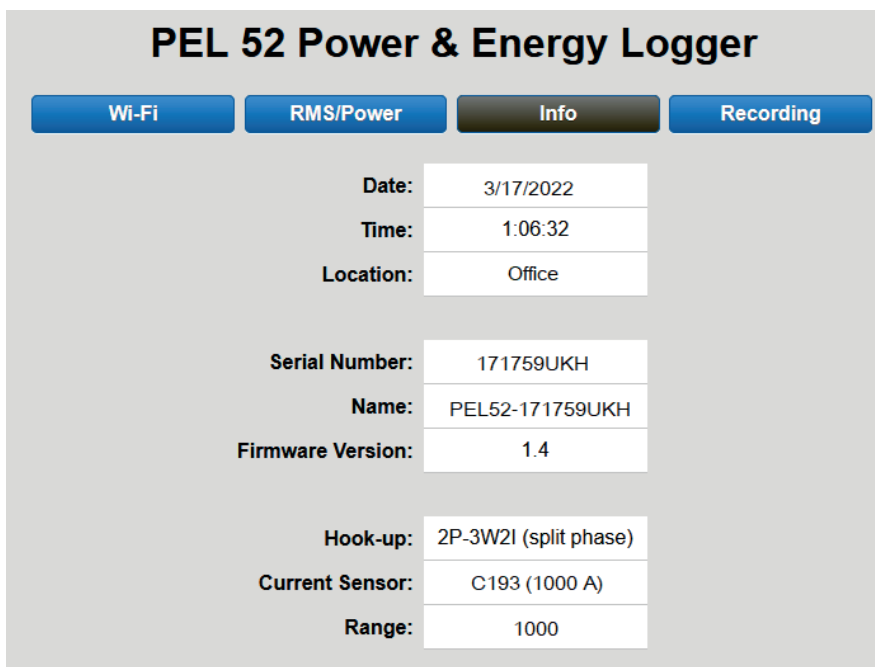 PEL 52 Power & Energy Logger
Wi-Fi RMS/Power Info Recording
Date: 3/17/2022
Time: 1:06:32
Location: Office
Serial Number: 171759UKH
Name: PEL52-171759UKH
Firmware Version: 1.4
Hook-up: 2P-3W2I (split phase)
Current Sensor: C193 (1000 A)
Range: 1000